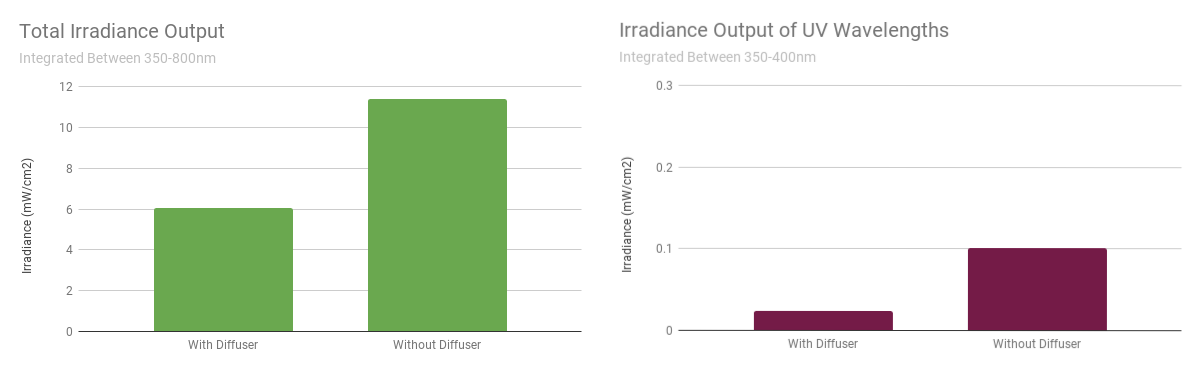 Total Irradiance Output
Integrated Between 350-800nm
12
10
8
6
4
2
0
Irradiance (mW/cm2)
With Diffuser
Without Diffuser
Irradiance Output of UV Wavelengths
Integrated Between 350-400nm
0.3
0.2
0.1
0
Irradiance (mW/cm2)
With Diffuser
Without Diffuser